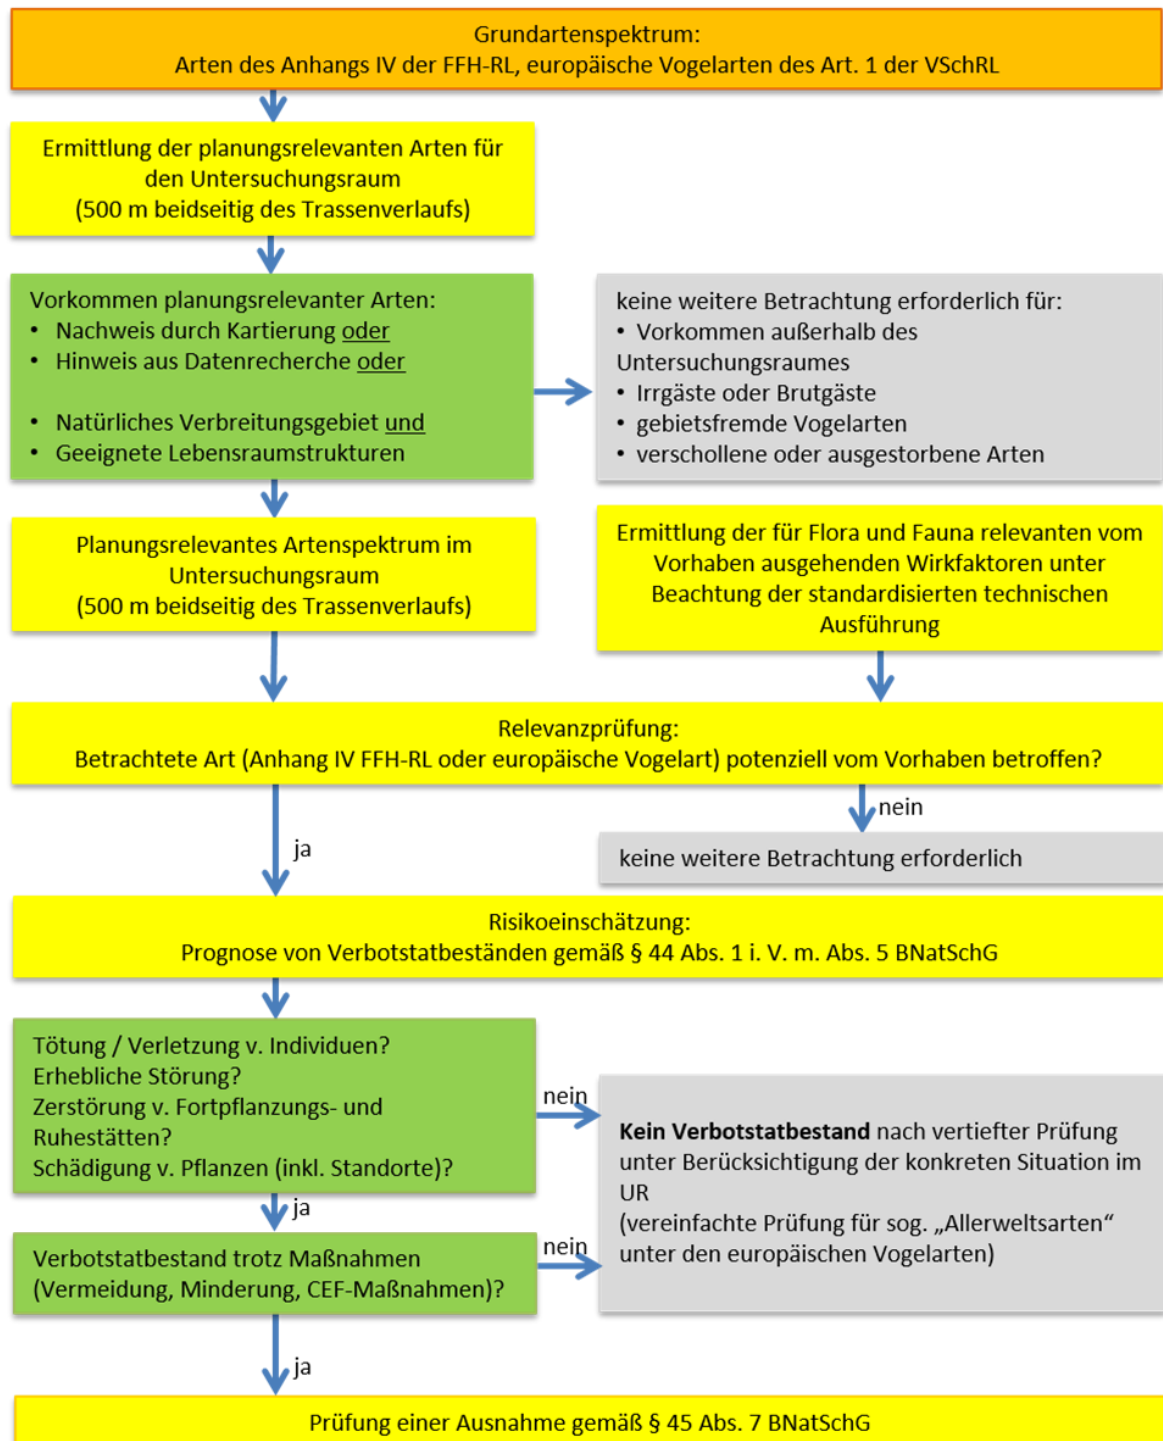 Grundartenspektrum:
Arten des Anhangs IV der FFH-RL, europäische Vogelarten des Art. 1 der VSchRL
Ermittlung der planungsrelevanten Arten für
den Untersuchungsraum
(500 m beidseitig des Trassenverlaufs)
Vorkommen planungsrelevanter Arten:
• Nachweis durch Kartierung oder
• Hinweis aus Datenrecherche oder
• Natürliches Verbreitungsgebiet und
• Geeignete Lebensraumstrukturen
keine weitere Betrachtung erforderlich für:
• Vorkommen außerhalb des
Untersuchungsraumes
• Irrgäste oder Brutgäste
• gebietsfremde Vogelarten
• verschollene oder ausgestorbene Arten
Planungsrelevantes Artenspektrum im
Untersuchungsraum
(500 m beidseitig des Trassenverlaufs)
Ermittlung der für Flora und Fauna relevanten vom
Vorhaben ausgehenden Wirkfaktoren unter
Beachtung der standardisierten technischen
Ausführung
Relevanzprüfung:
Betrachtete Art (Anhang IV FFH-RL oder europäische Vogelart) potenziell vom Vorhaben betroffen?
nein
ja
keine weitere Betrachtung erforderlich
Risikoeinschätzung:
Prognose von Verbotstatbeständen gemäß § 44 Abs. 1 i. V. m. Abs. 5 BNatSchG
Tötung / Verletzung v. Individuen?
Erhebliche Störung?
Zerstörung v. Fortpflanzungs- und
Ruhestätten?
Schädigung v. Pflanzen (inkl. Standorte)?
nein
ja
Kein Verbotstatbestand nach vertiefter Prüfung
unter Berücksichtigung der konkreten Situation im
UR
(vereinfachte Prüfung für sog. „Allerweltsarten“
unter den europäischen Vogelarten)
Verbotstatbestand trotz Maßnahmen
(Vermeidung, Minderung, CEF-Maßnahmen)?
nein
ja
Prüfung einer Ausnahme gemäß § 45 Abs. 7 BNatSchG